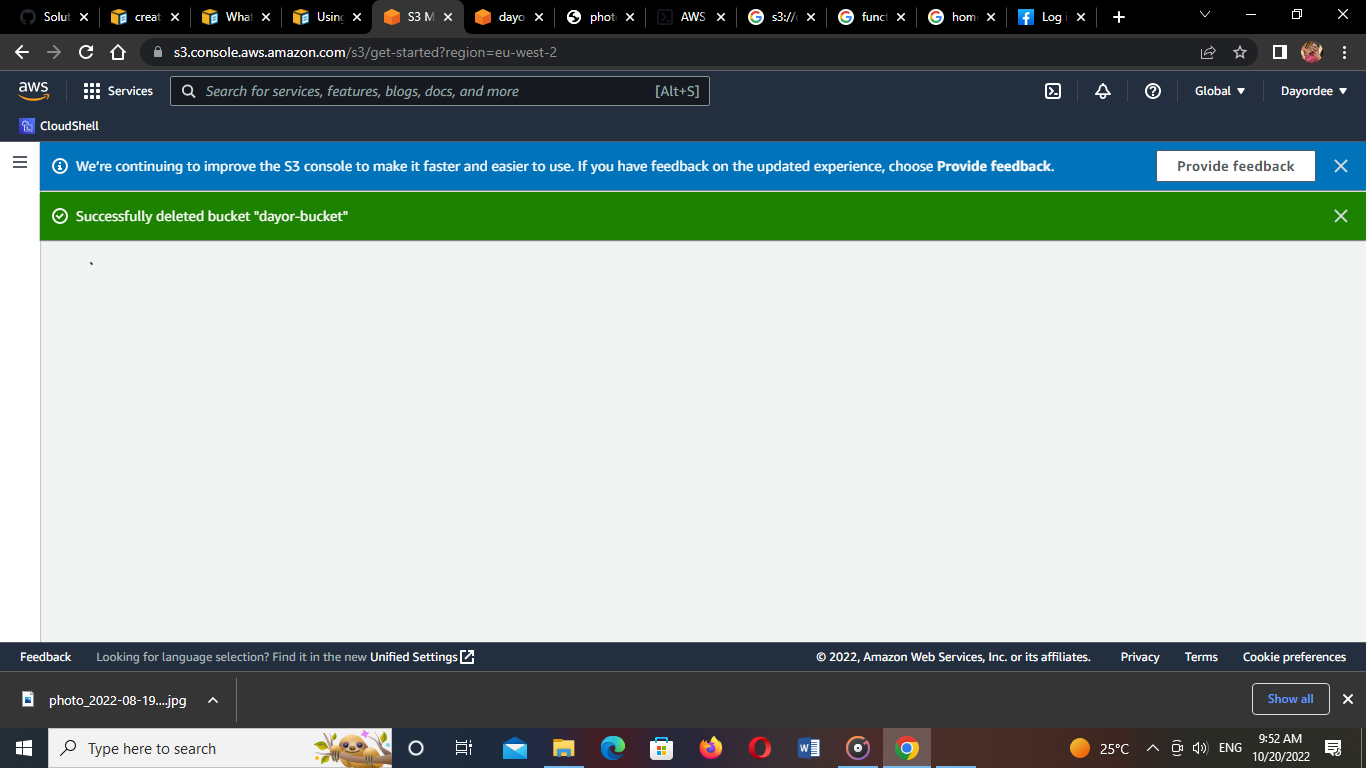 Solut
creat
What
Using
S3 M
dayo
photo
AWS
s3://
funct
home
Log i
s3.console.aws.amazon.com/s3/get-started?region=eu-west-2
aws
Services
Search for services, features, blogs, docs, and more
[Alt+S]
Global
Dayordee
CloudShell
We're continuing to improve the S3 console to make it faster and easier to use. If you have feedback on the updated experience, choose Provide feedback.
Provide feedback
Successfully deleted bucket "dayor-bucket"
Feedback
Looking for language selection? Find it in the new Unified Settings
© 2022, Amazon Web Services, Inc. or its affiliates.
Privacy
Terms
Cookie preferences
photo_2022-08-19....jpg
Show all
Type here to search
25°C
ENG
9:52 AM
10/20/2022